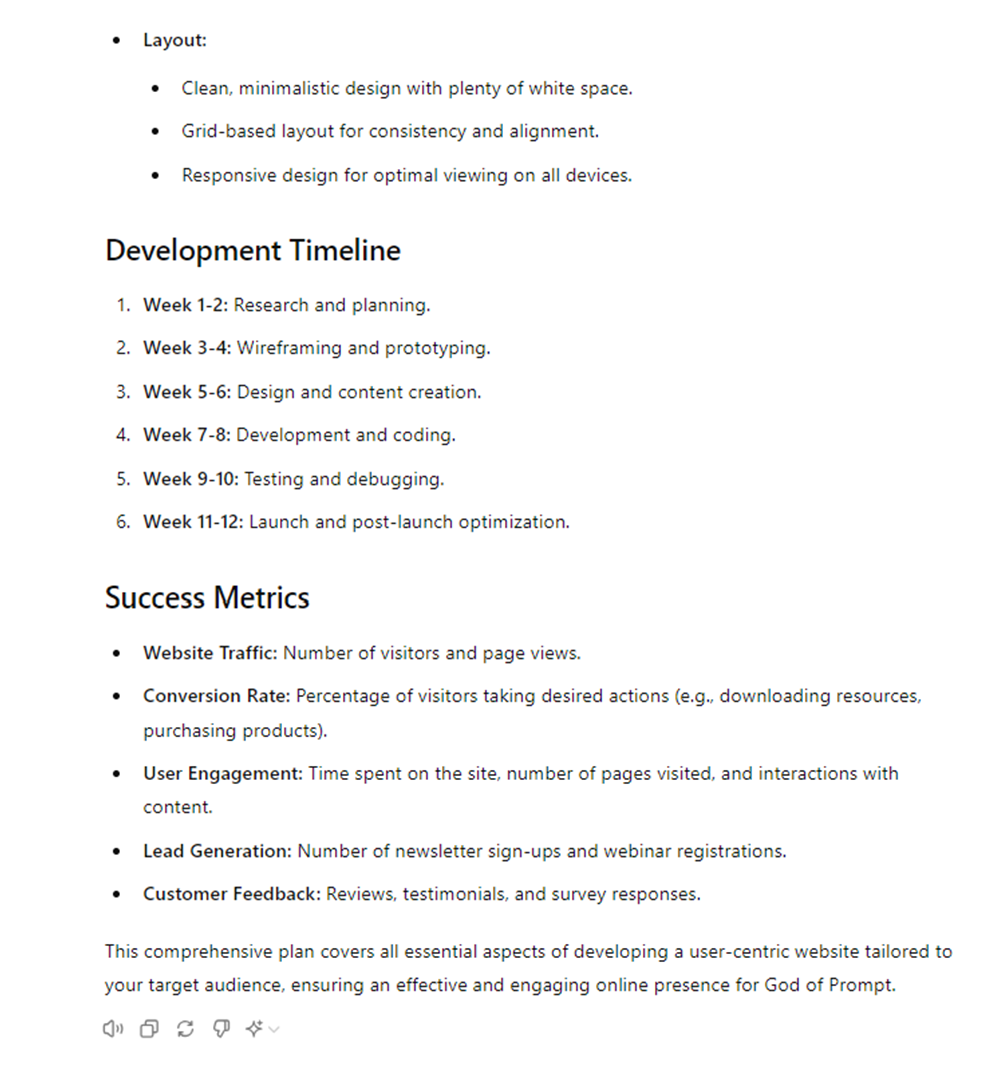 • Layout:
• Clean, minimalistic design with plenty of white space.
• Grid-based layout for consistency and alignment.
• Responsive design for optimal viewing on all devices.
Development Timeline
1. Week 1-2: Research and planning.
2. Week 3-4: Wireframing and prototyping.
3. Week 5-6: Design and content creation.
4. Week 7-8: Development and coding.
5. Week 9-10: Testing and debugging.
6. Week 11-12: Launch and post-launch optimization.
Success Metrics
• Website Traffic: Number of visitors and page views.
• Conversion Rate: Percentage of visitors taking desired actions (e.g., downloading resources,
purchasing products).
• User Engagement: Time spent on the site, number of pages visited, and interactions with
content.
• Lead Generation: Number of newsletter sign-ups and webinar registrations.
• Customer Feedback: Reviews, testimonials, and survey responses.
This comprehensive plan covers all essential aspects of developing a user-centric website tailored to
your target audience, ensuring an effective and engaging online presence for God of Prompt.